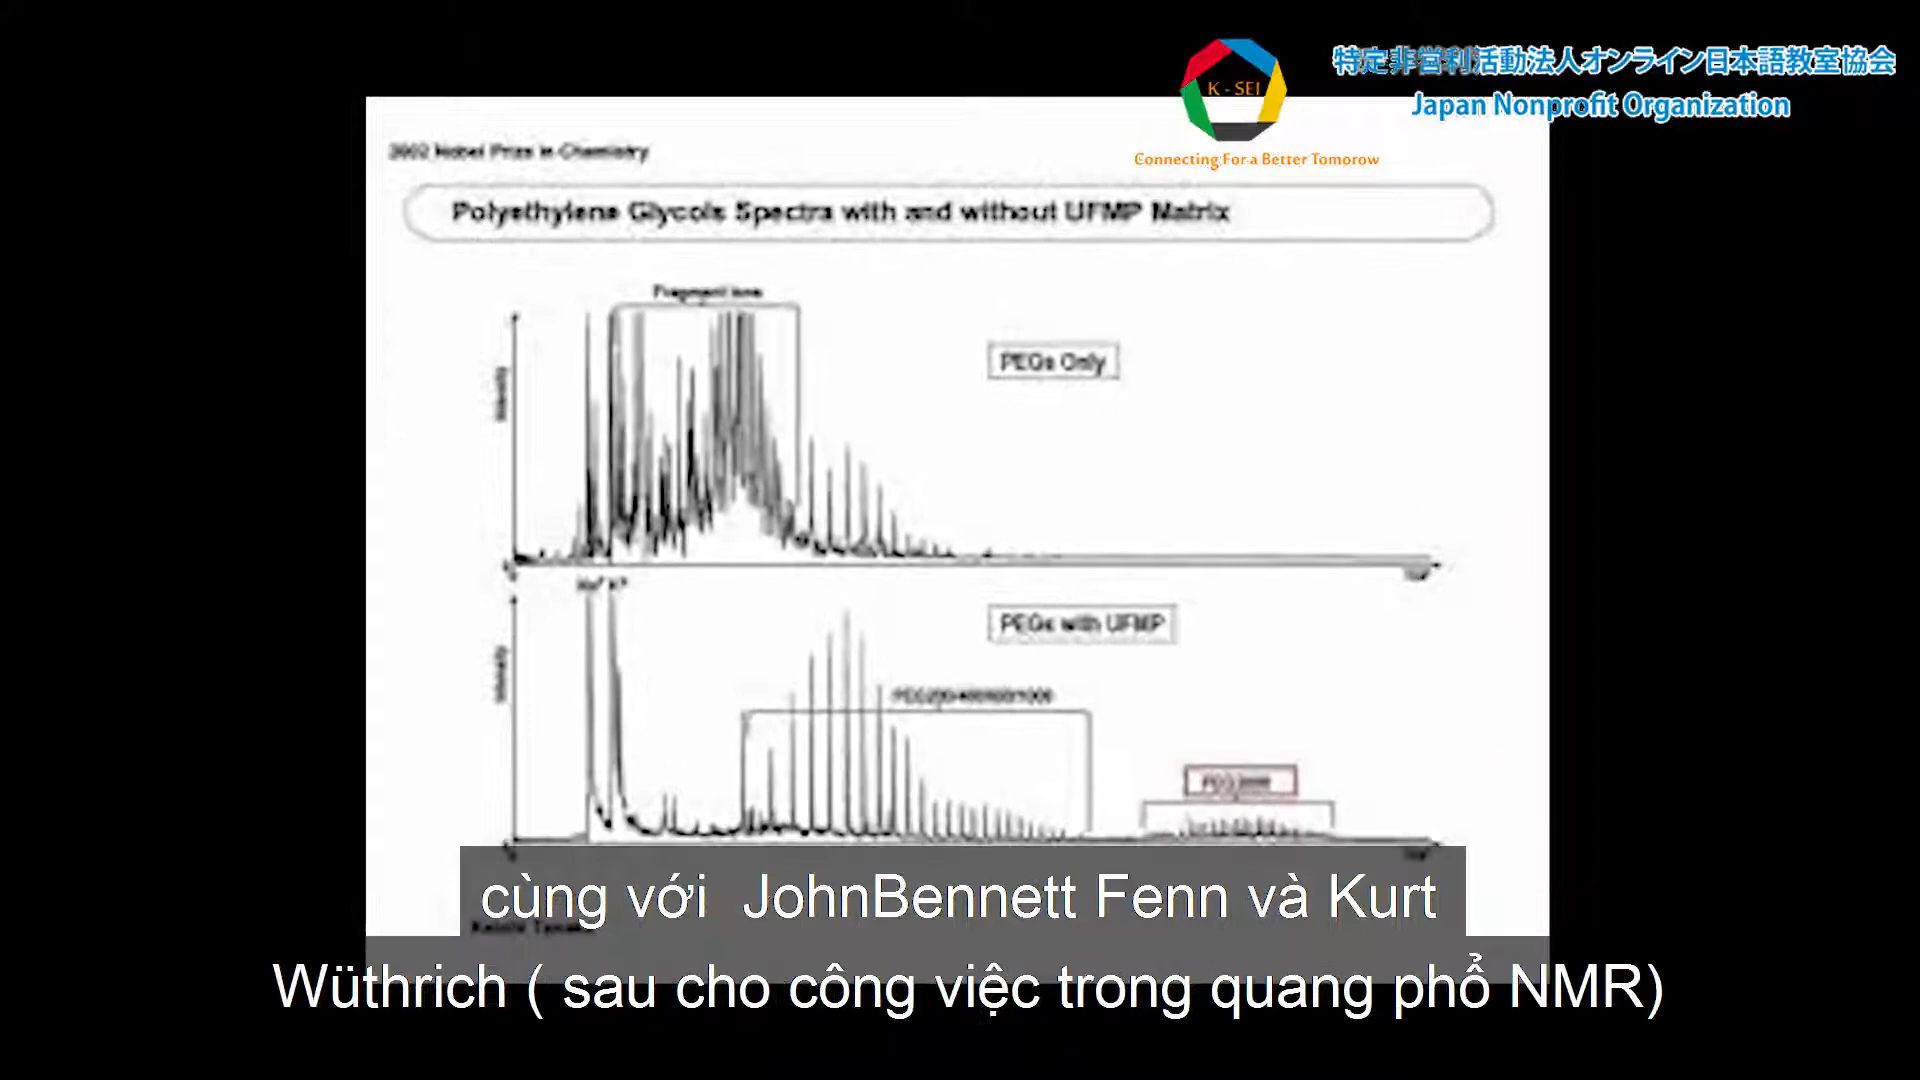 特定非営利活動法人オンライン日本語教室協会
Japan Nonprofit Organization
K - SEI
Connecting For a Better Tomorow
2002 Nobel Prize in Chemistry
Polyethylene Glycols Spectra with and without UFMP Matrix
Fragment Ions
Intensity
PEGs Only
Intensity
PEGs with UFMP
cùng với JohnBennett Fenn và Kurt
Wüthrich ( sau cho công việc trong quang phổ NMR)